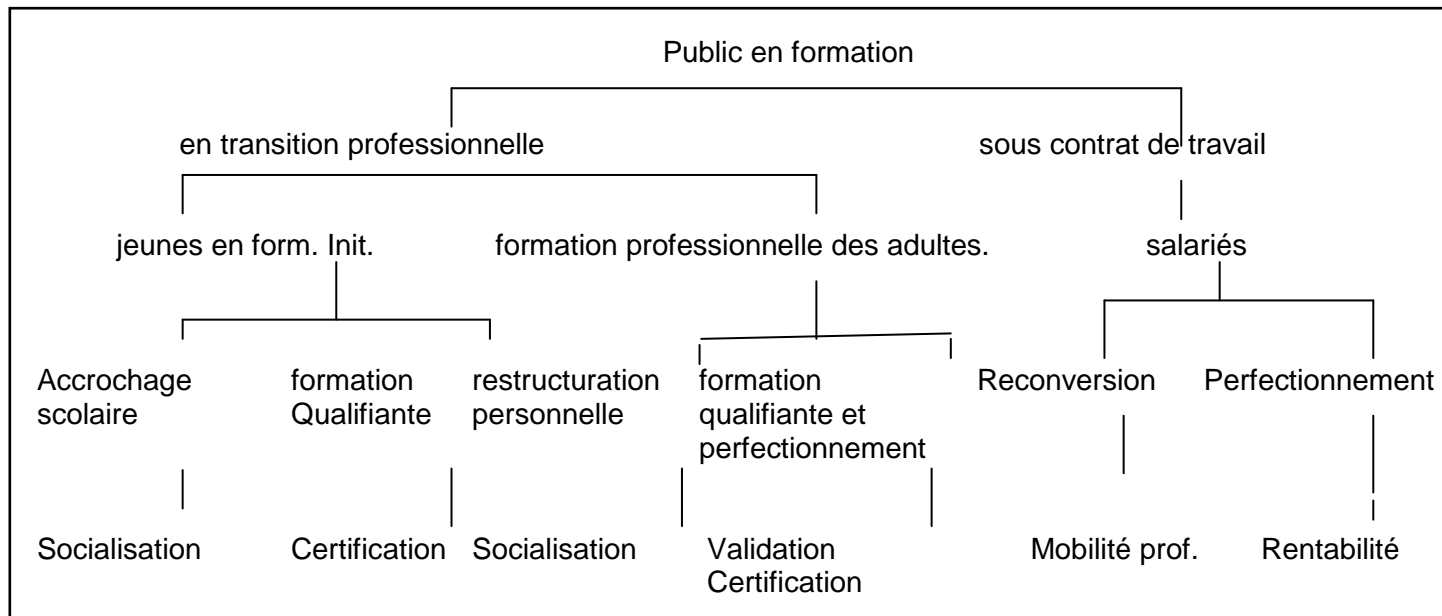 Public en formation
en transition professionnelle
sous contrat de travail
jeunes en form. Init.
formation professionnelle des adultes.
salariés
Accrochage
scolaire
formation
Qualifiante
restructuration
personnelle
formation
qualifiante et
perfectionnement
Reconversion
Perfectionnement
Socialisation
Certification
Socialisation
Validation
Certification
Mobilité prof.
Rentabilité